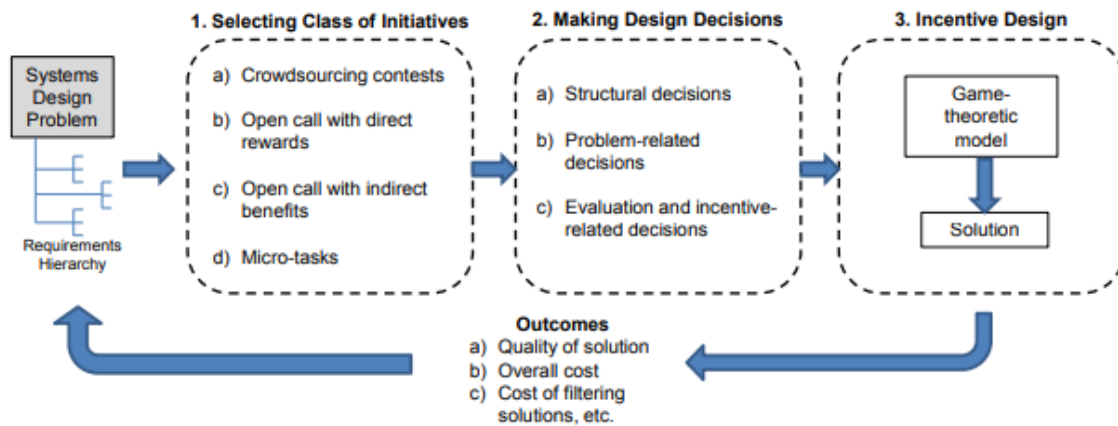 1. Selecting Class of Initiatives
2. Making Design Decisions
3. Incentive Design
Systems
Design
Problem
Requirements
Hierarchy
a) Crowdsourcing contests
b) Open call with direct
rewards
c) Open call with indirect
benefits
d) Micro-tasks
a) Structural decisions
b) Problem-related
decisions
c) Evaluation and incentive-
related decisions
Game-
theoretic
model
Solution
Outcomes
a) Quality of solution
b) Overall cost
c) Cost of filtering
solutions, etc.